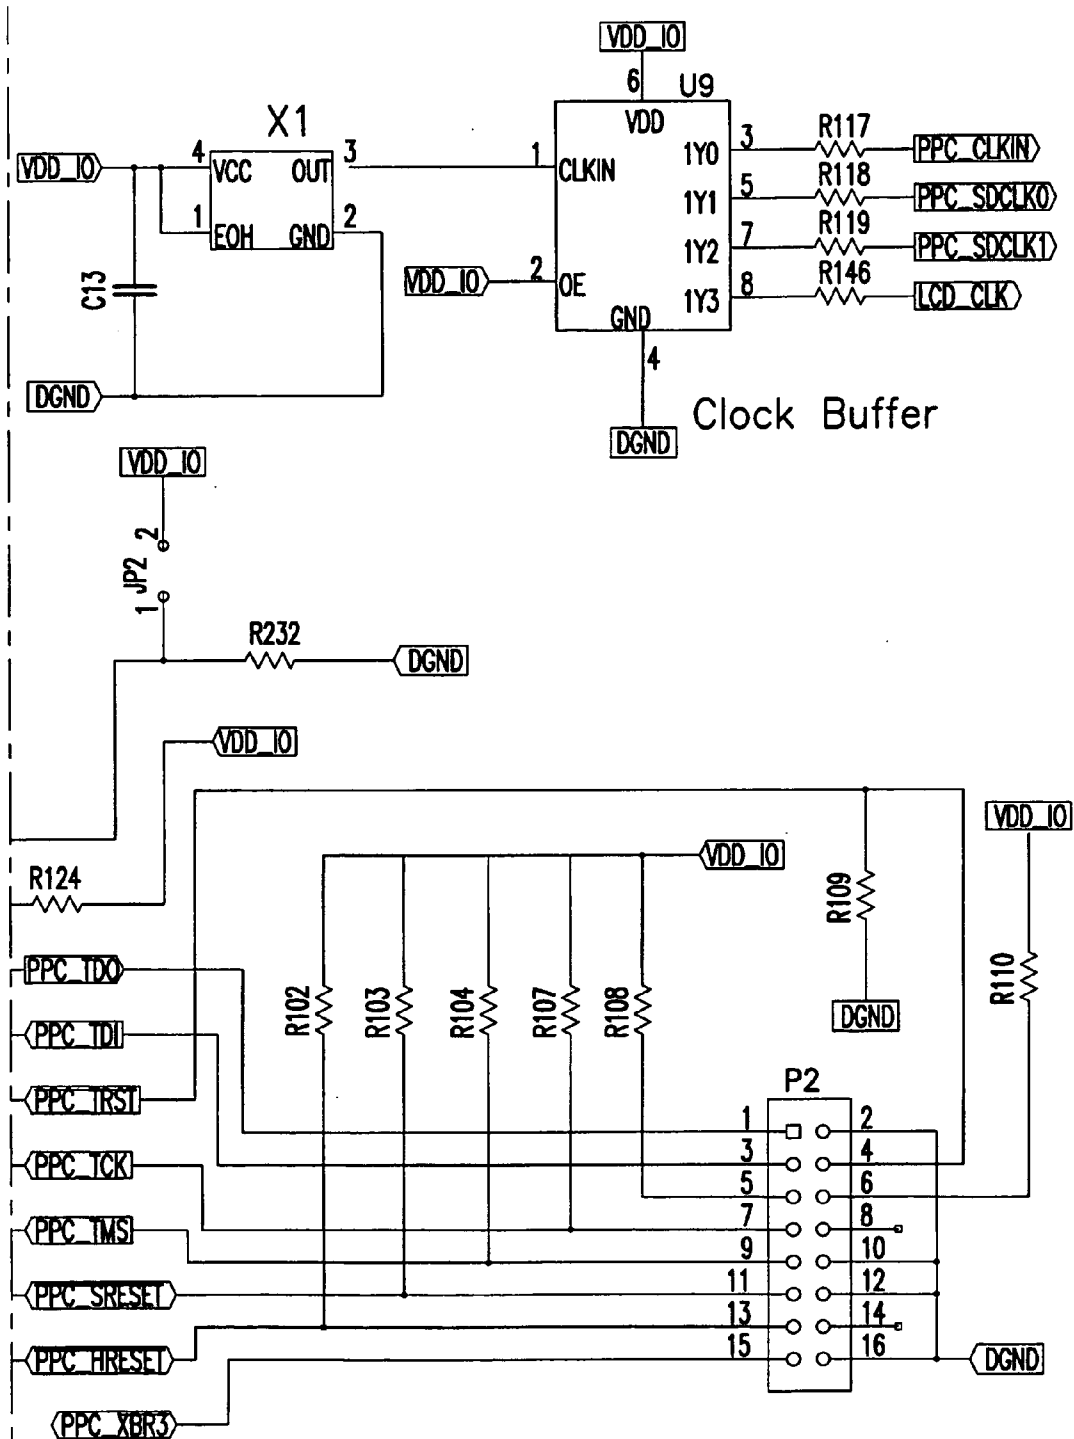 VDD_IO
6
U9
X1
VDD
VDD_IO
4
VCC
OUT
3
1
CLKIN
1Y0
3
R117
PPC_CLKIN
1Y1
5
R118
PPC_SDCLK0
1
EOH
GND
2
1Y2
7
R119
PPC_SDCLK1
C13
VDD_IO
2
OE
1Y3
8
R146
LCD_CLK
GND
4
DGND
Clock Buffer
DGND
VDD_IO
2
JP2
1
R232
DGND
VDD_IO
VDD_IO
VDD_IO
R124
R109
PPC_TDO
R102
R103
R104
R107
R108
R110
DGND
PPC_TDI
P2
PPC_TRST
1
2
3
4
PPC_TCK
5
6
7
8
PPC_TMS
9
10
PPC_SRESET
11
12
13
14
PPC_HRESET
15
16
DGND
PPC_XBR3